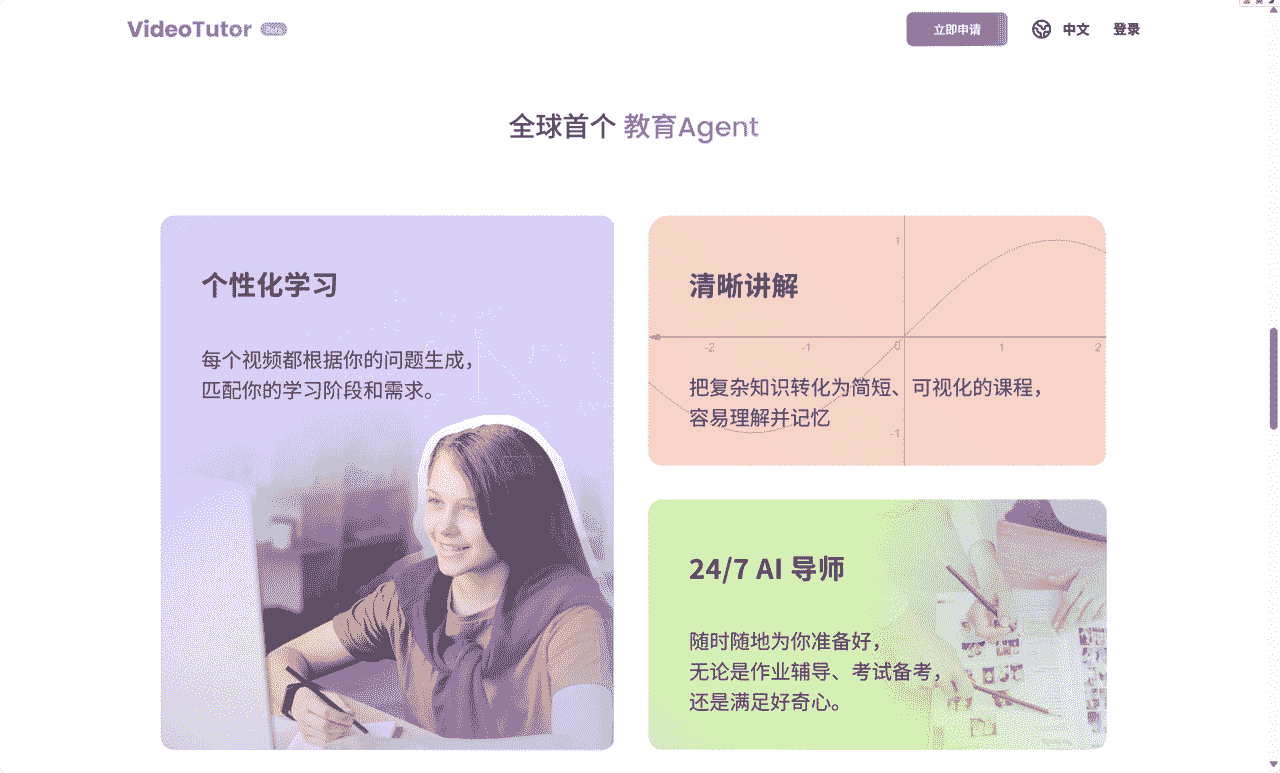 VideoTutor
立即申请
中文
登录
全球首个 教育Agent
个性化学习
每个视频都根据你的问题生成，
匹配你的学习阶段和需求。
清晰讲解
把复杂知识转化为简短、可视化的课程，
容易理解并记忆
1
-2
-1
0
1
2
-1
24/7 AI 导师
随时随地为你准备好，
无论是作业辅导、考试备考，
还是满足好奇心。